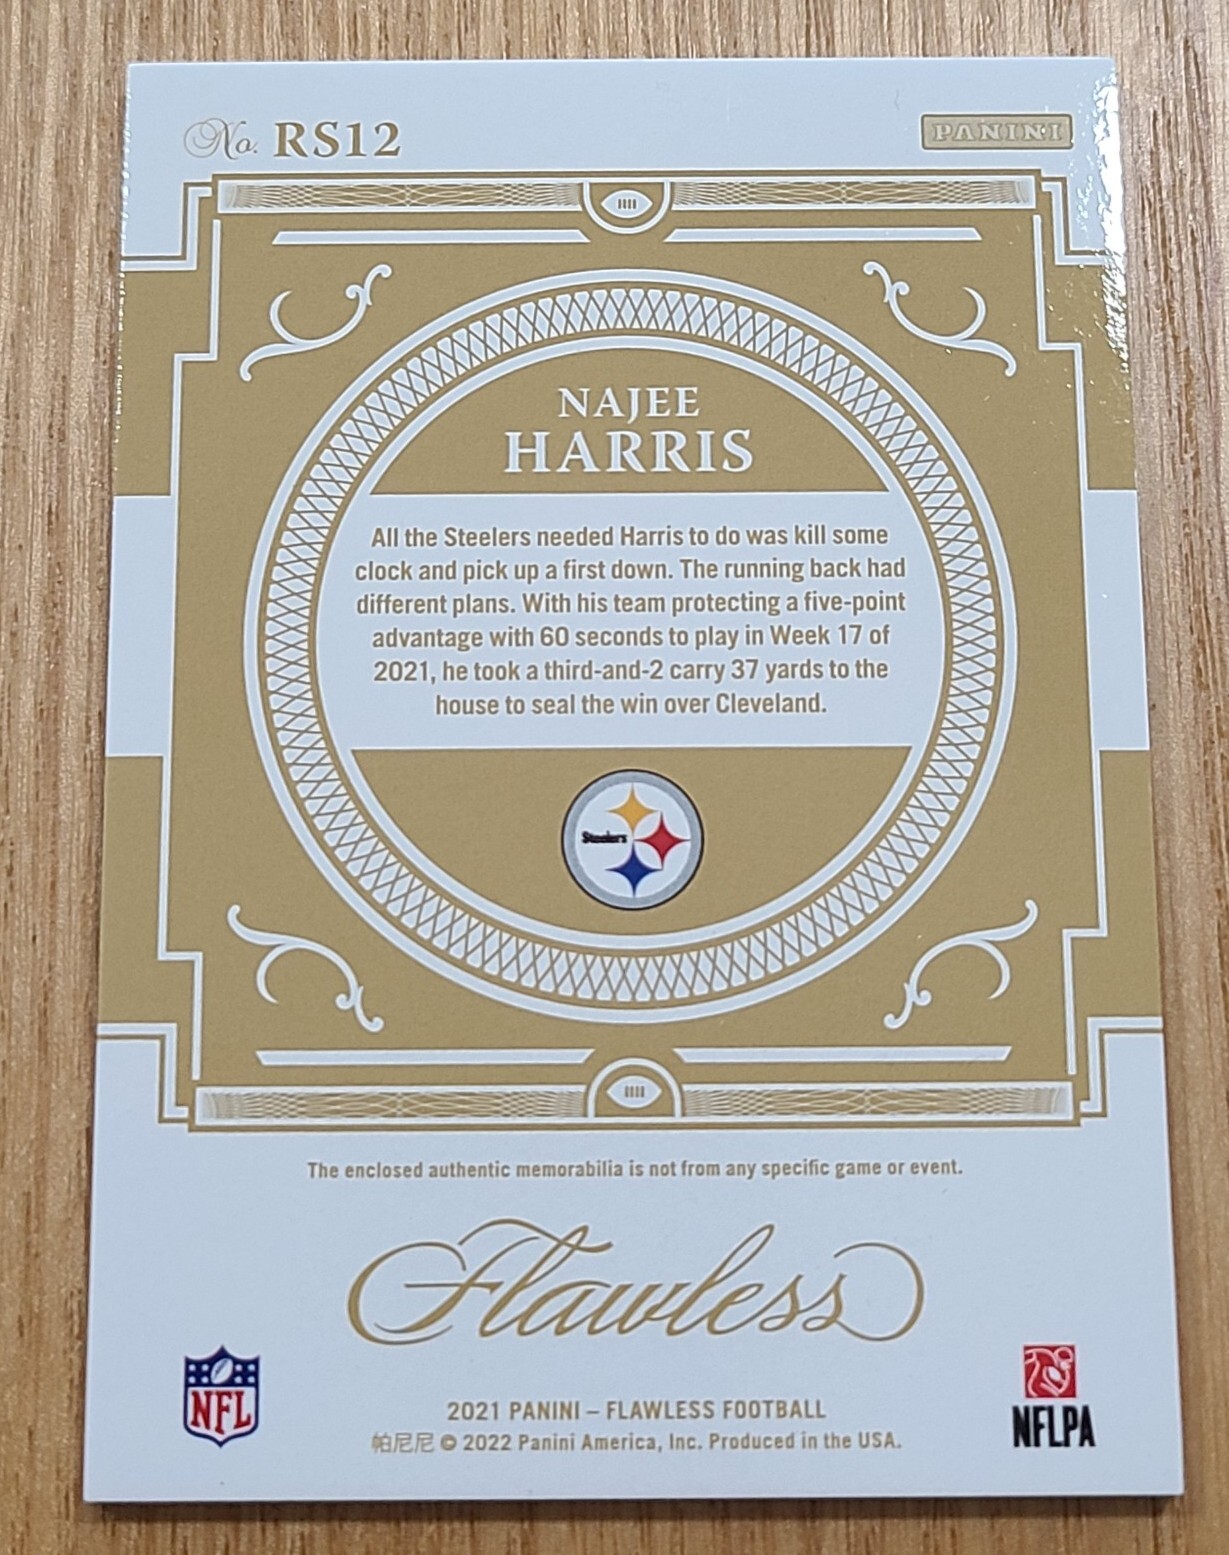 No. RS12
PANINI
NAJEE
HARRIS
All the Steelers needed Harris to do was kill some
clock and pick up a first down. The running back had
different plans. With his team protecting a five-point
advantage with 60 seconds to play in Week 17 of
2021, he took a third-and-2 carry 37 yards to the
house to seal the win over Cleveland.
Steelers
The enclosed authentic memorabilia is not from any specific game or event.
Flawless
NFL
NFLPA
2021 PANINI – FLAWLESS FOOTBALL
帕尼尼 © 2022 Panini America, Inc. Produced in the USA.